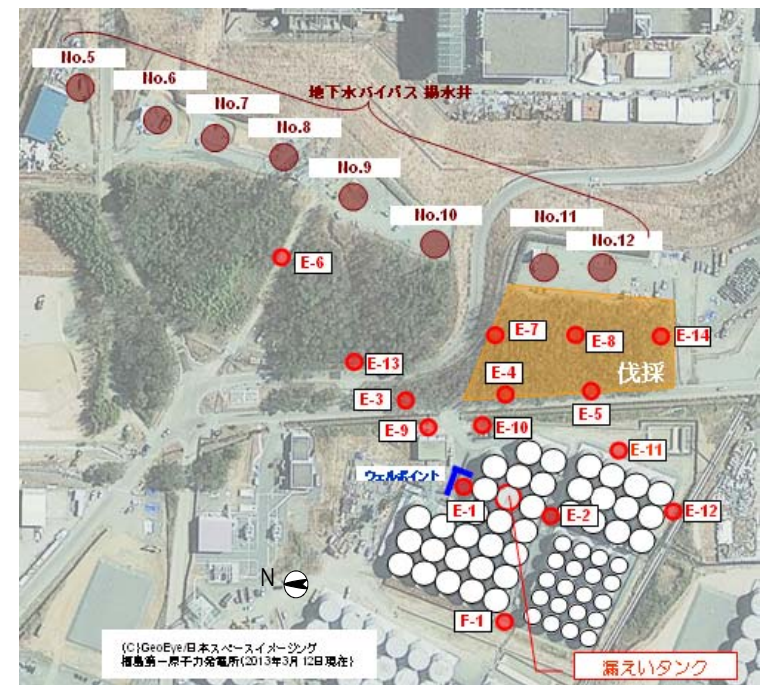 No.5
No.6
No.7
地下水バイパス 揚水井
No.8
No.9
No.10
No.11
No.12
E-6
E-7
E-8
E-14
E-13
伐採
E-4
E-3
E-5
E-9
E-10
E-11
ウェルポイント
E-1
E-2
E-12
N
F-1
(C)GeoEye/日本スペースイメージング
福島第一原子力発電所(2013年3月12日現在)
漏えいタンク